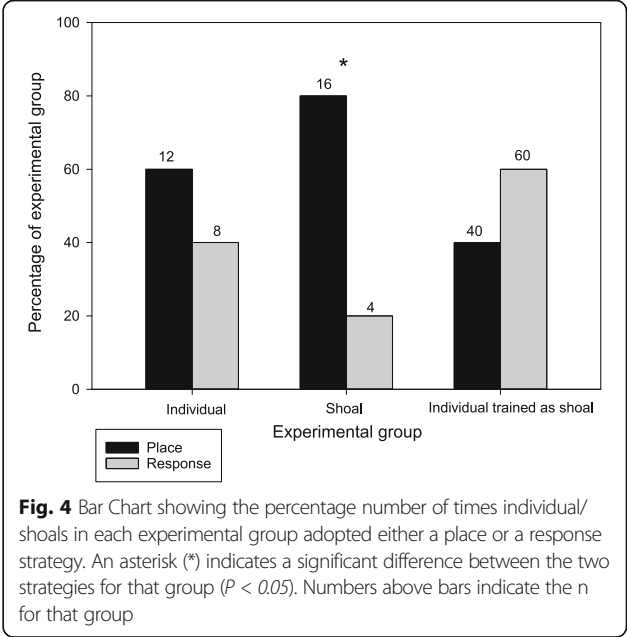 100
80
60
40
20
0
Percentage of experimental group
12
8
16
*
4
40
60
Individual
Shoal
Individual trained as shoal
Experimental group
Place
Response
Fig. 4 Bar Chart showing the percentage number of times individual/
shoals in each experimental group adopted either a place or a response
strategy. An asterisk (*) indicates a significant difference between the two
strategies for that group (P < 0.05). Numbers above bars indicate the n
for that group